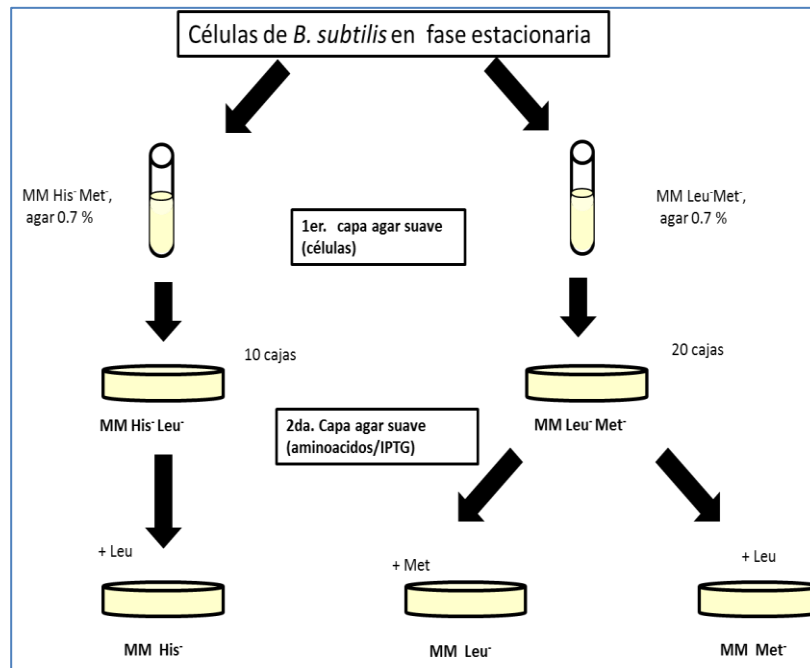 Células de B. subtilis en fase estacionaria
MM His⁻ Met⁻,
agar 0.7 %
MM Leu⁻Met⁻,
agar 0.7 %
1er. capa agar suave
(células)
10 cajas
20 cajas
MM His⁻ Leu⁻
2da. Capa agar suave
(aminoacidos/IPTG)
MM Leu⁻ Met⁻
+ Leu
+ Met
+ Leu
MM His⁻
MM Leu⁻
MM Met⁻